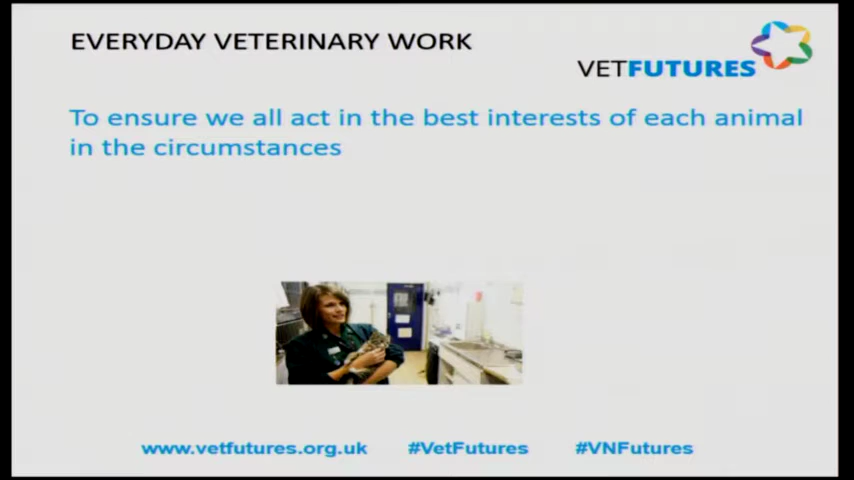 EVERYDAY VETERINARY WORK
VETFUTURES
To ensure we all act in the best interests of each animal
in the circumstances
www.vetfutures.org.uk #VetFutures #VNFutures